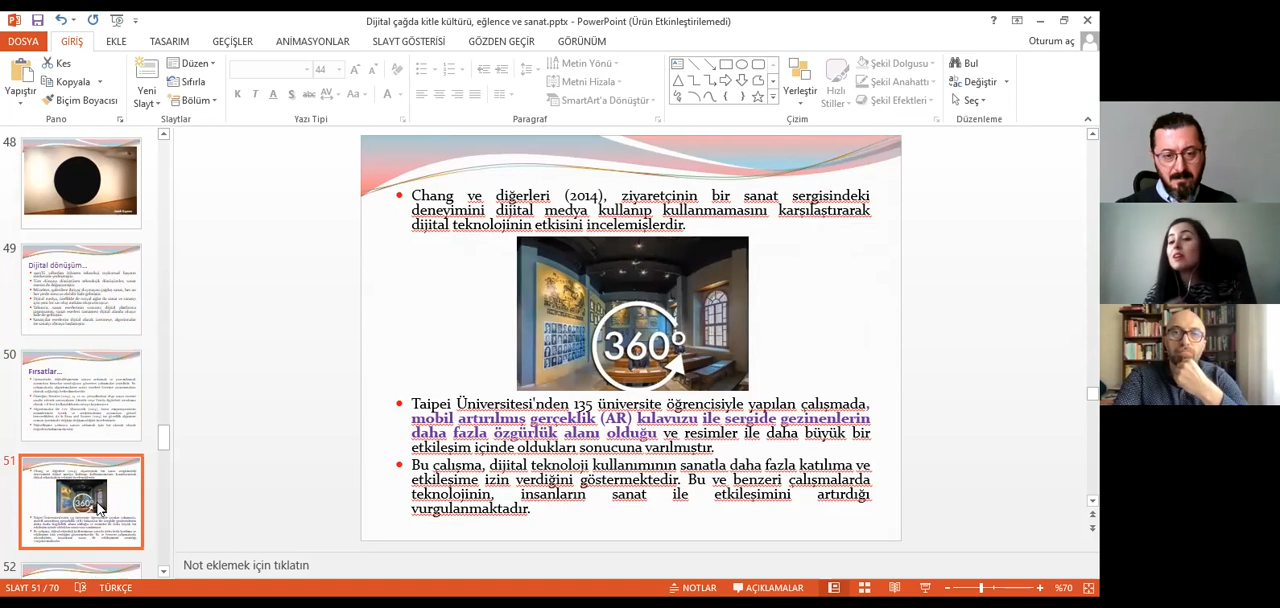 Dijital çağda kitle kültürü, eğlence ve sanat.pptx - PowerPoint (Ürün Etkinleştirilemedi)
DOSYA GİRİŞ EKLE TASARIM GEÇİŞLER ANİMASYONLAR SLAYT GÖSTERİSİ GÖZDEN GEÇİR GÖRÜNÜM Oturum aç
Yapıştır
Kes
Kopyala
Biçim Boyacısı
Pano
Yeni
Slayt
Düzen
Sıfırla
Bölüm
Slaytlar
44
K T A S abc AV Aa A
Yazı Tipi
Metin Yönü
Metni Hizala
SmartArt'a Dönüştür
Paragraf
Yerleştir
Hızlı
Stiller
Şekil Dolgusu
Şekil Anahattı
Şekil Efektleri
Çizim
Bul
Değiştir
Seç
Düzenleme
48
49
Dijital dönüşüm...
50
Fırsatlar...
51
360°
52
Chang ve diğerleri (2014), ziyaretçinin bir sanat sergisindeki
deneyimini dijital medya kullanıp kullanmamasını karşılaştırarak
dijital teknolojinin etkisini incelemişlerdir.
360°
Taipei Üniversitesi'nden 135 üniversite öğrencisiyle yapılan çalışmada,
mobil artırılmış gerçeklik (AR) kılavuzu ile sergide gezinenlerin
daha fazla özgürlük alanı olduğu ve resimler ile daha büyük bir
etkileşim içinde oldukları sonucuna varılmıştır.
Bu çalışma, dijital teknoloji kullanımının sanatla daha fazla katılıma ve
etkileşime izin verdiğini göstermektedir. Bu ve benzeri çalışmalarda
teknolojinin, insanların sanat ile etkileşimini artırdığı
vurgulanmaktadır.
Not eklemek için tıklatın
SLAYT 51 / 70 TÜRKÇE NOTLAR AÇIKLAMALAR %70